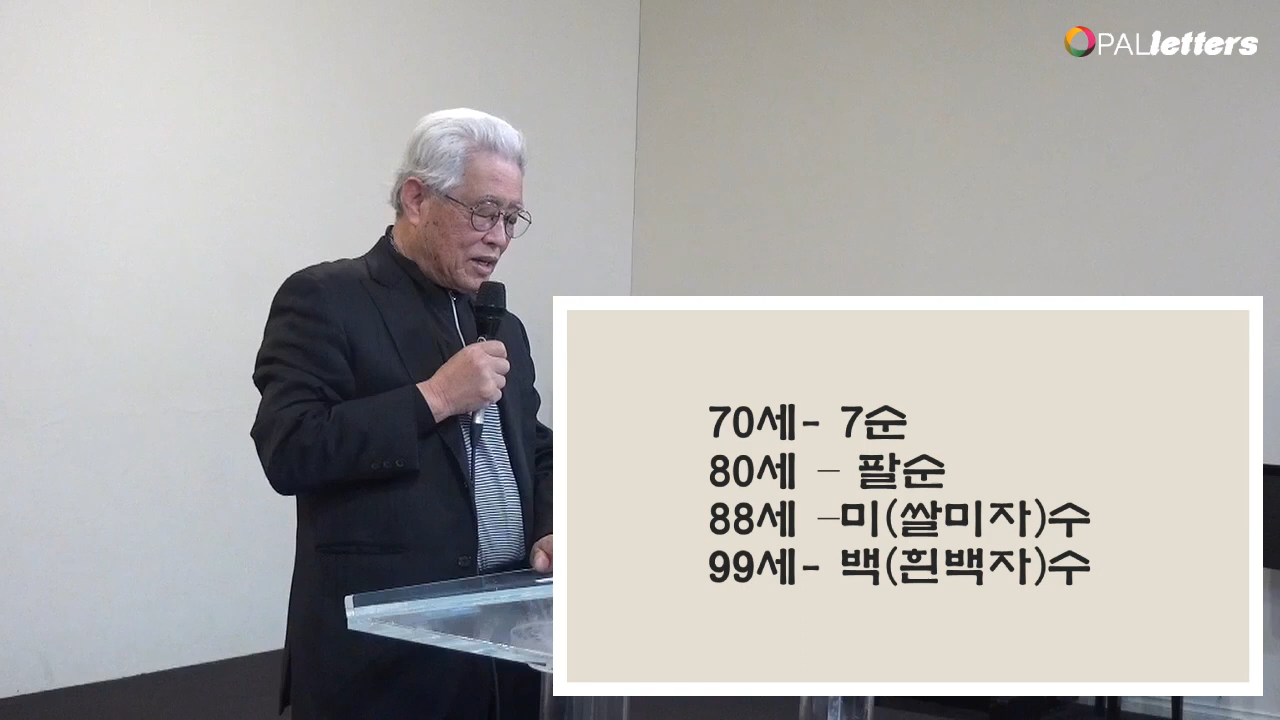 OPALletters
70세- 7순
80세 – 팔순
88세 –미(쌀미자)수
99세- 백(흰백자)수